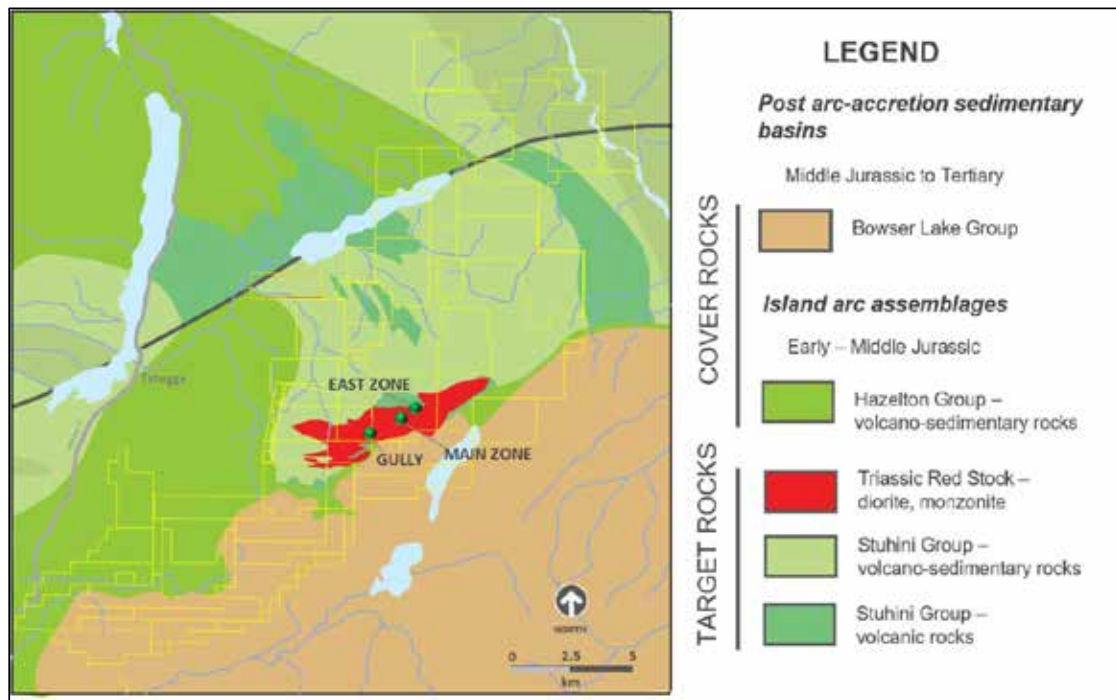 EAST ZONE
GULLY
MAIN ZONE
Tatogga
NORTH
0 2.5 5
km
LEGEND
Post arc-accretion sedimentary
basins
Middle Jurassic to Tertiary
COVER ROCKS
Bowser Lake Group
Island arc assemblages
Early – Middle Jurassic
Hazelton Group –
volcano-sedimentary rocks
TARGET ROCKS
Triassic Red Stock –
diorite, monzonite
Stuhini Group –
volcano-sedimentary rocks
Stuhini Group –
volcanic rocks